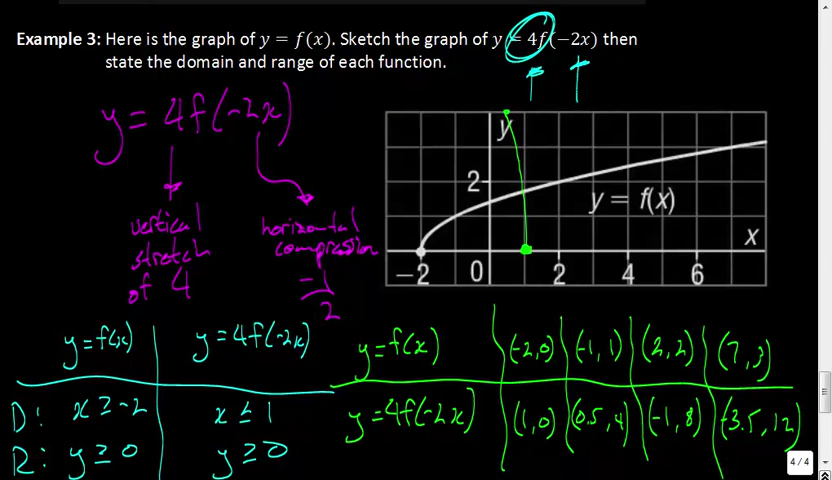 Example 3: Here is the graph of y = f(x). Sketch the graph of y = 4f(−2x) then
state the domain and range of each function.
y = 4f(-2x)
vertical
stretch
of 4
horizontal
compression
-1/2
y
2
y = f(x)
x
−2 0 2 4 6
y=f(x) y=4f(-2x)
D: x ≥ -2 x ≤ 1
R: y ≥ 0 y ≥ 0
y=f(x) (-2,0) (-1,1) (2,2) (7,3)
y=4f(-2x) (1,0) (0.5,4) (-1,8) (-3.5,12)
4/4